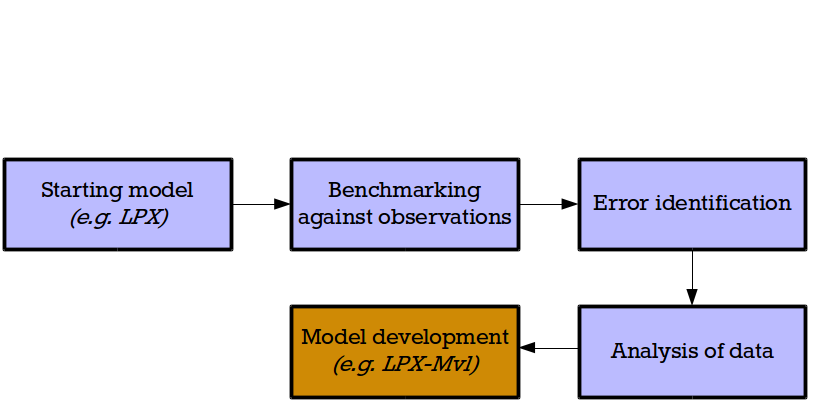 Starting model
(e.g. LPX)
Benchmarking
against observations
Error identification
Model development
(e.g. LPX-Mvl)
Analysis of data